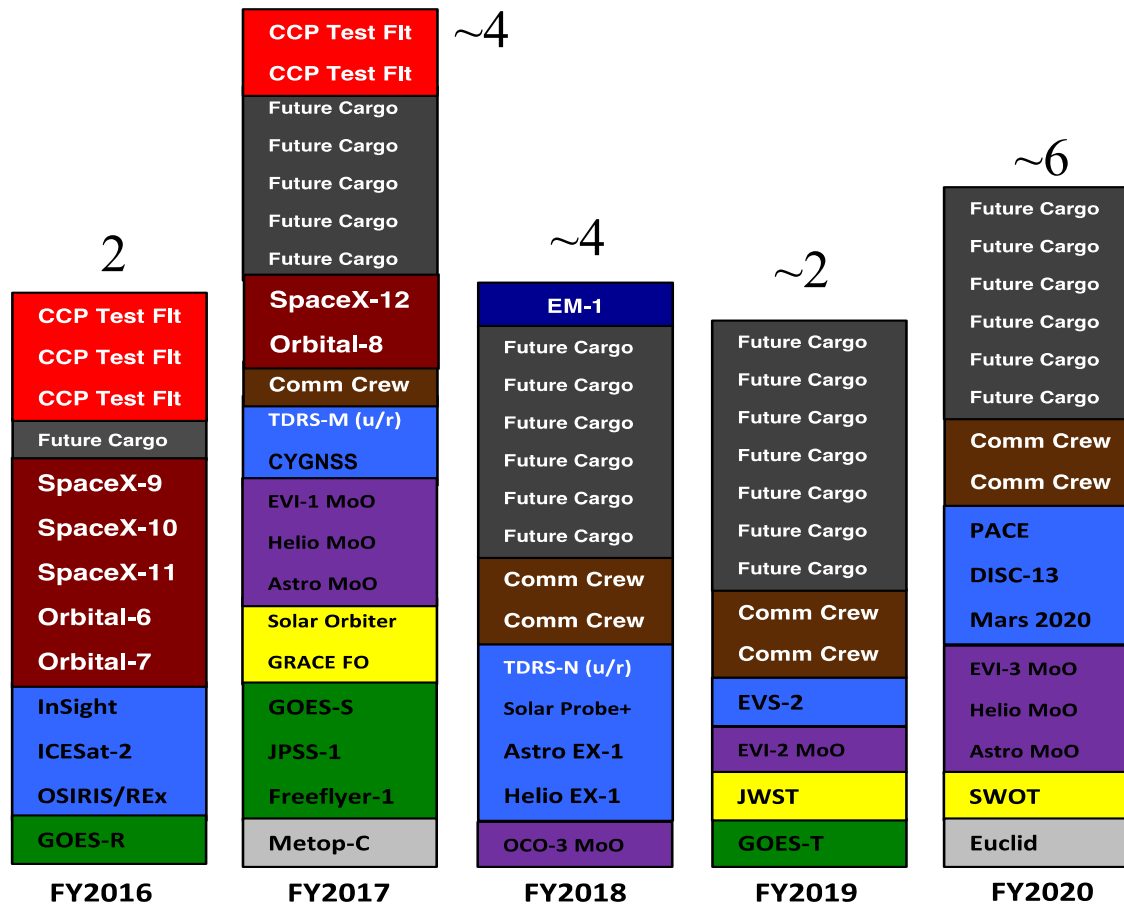 2
CCP Test Flt
CCP Test Flt
CCP Test Flt
Future Cargo
SpaceX-9
SpaceX-10
SpaceX-11
Orbital-6
Orbital-7
InSight
ICESat-2
OSIRIS/REx
GOES-R
FY2016
~4
CCP Test Flt
CCP Test Flt
Future Cargo
Future Cargo
Future Cargo
Future Cargo
Future Cargo
SpaceX-12
Orbital-8
Comm Crew
TDRS-M (u/r)
CYGNSS
EVI-1 MoO
Helio MoO
Astro MoO
Solar Orbiter
GRACE FO
GOES-S
JPSS-1
Freeflyer-1
Metop-C
FY2017
~4
EM-1
Future Cargo
Future Cargo
Future Cargo
Future Cargo
Future Cargo
Future Cargo
Comm Crew
Comm Crew
TDRS-N (u/r)
Solar Probe+
Astro EX-1
Helio EX-1
OCO-3 MoO
FY2018
~2
Future Cargo
Future Cargo
Future Cargo
Future Cargo
Future Cargo
Future Cargo
Future Cargo
Comm Crew
Comm Crew
EVS-2
EVI-2 MoO
JWST
GOES-T
FY2019
~6
Future Cargo
Future Cargo
Future Cargo
Future Cargo
Future Cargo
Future Cargo
Comm Crew
Comm Crew
PACE
DISC-13
Mars 2020
EVI-3 MoO
Helio MoO
Astro MoO
SWOT
Euclid
FY2020